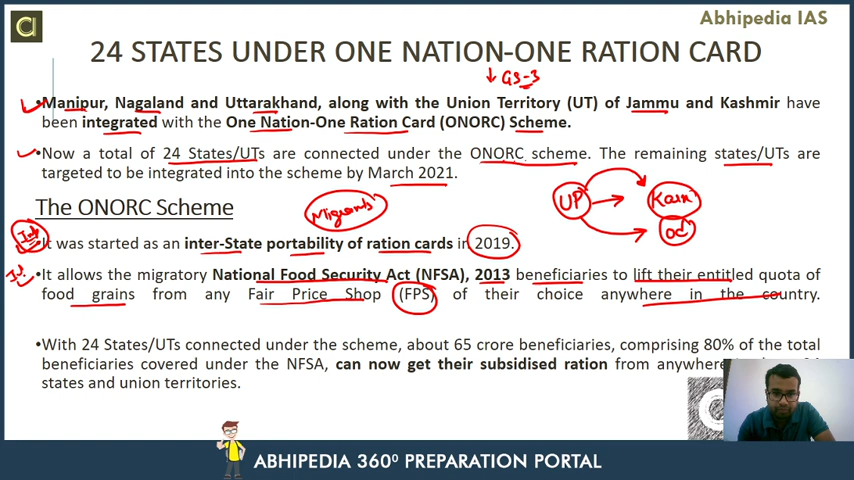 Abhipedia IAS
24 STATES UNDER ONE NATION-ONE RATION CARD
GS-3
•Manipur, Nagaland and Uttarakhand, along with the Union Territory (UT) of Jammu and Kashmir have
been integrated with the One Nation-One Ration Card (ONORC) Scheme.
•Now a total of 24 States/UTs are connected under the ONORC scheme. The remaining states/UTs are
targeted to be integrated into the scheme by March 2021.
The ONORC Scheme
Migrants
UP
It was started as an inter-State portability of ration cards in 2019.
•It allows the migratory National Food Security Act (NFSA), 2013 beneficiaries to lift their entitled quota of
food grains from any Fair Price Shop (FPS) of their choice anywhere in the country.
•With 24 States/UTs connected under the scheme, about 65 crore beneficiaries, comprising 80% of the total
beneficiaries covered under the NFSA, can now get their subsidised ration from anywhere
states and union territories.
ABHIPEDIA 360⁰ PREPARATION PORTAL